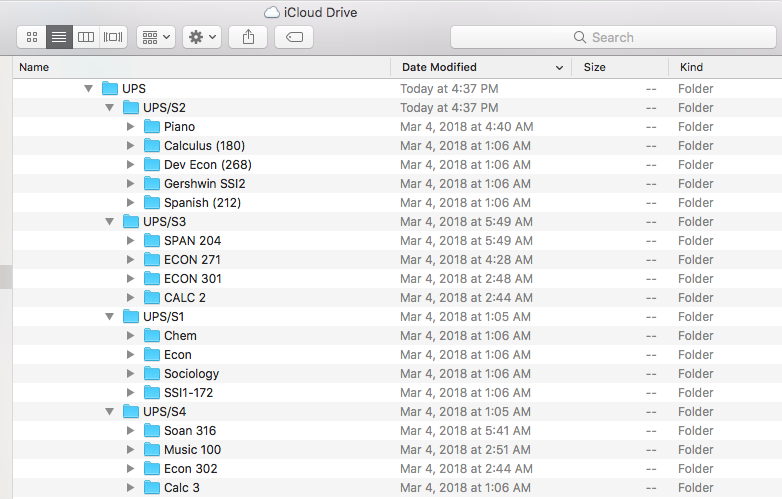 iCloud Drive
Search
Name Date Modified Size Kind
UPS Today at 4:37 PM -- Folder
UPS/S2 Today at 4:37 PM -- Folder
Piano Mar 4, 2018 at 4:40 AM -- Folder
Calculus (180) Mar 4, 2018 at 1:06 AM -- Folder
Dev Econ (268) Mar 4, 2018 at 1:06 AM -- Folder
Gershwin SSI2 Mar 4, 2018 at 1:06 AM -- Folder
Spanish (212) Mar 4, 2018 at 1:06 AM -- Folder
UPS/S3 Mar 4, 2018 at 5:49 AM -- Folder
SPAN 204 Mar 4, 2018 at 5:49 AM -- Folder
ECON 271 Mar 4, 2018 at 4:28 AM -- Folder
ECON 301 Mar 4, 2018 at 2:48 AM -- Folder
CALC 2 Mar 4, 2018 at 2:44 AM -- Folder
UPS/S1 Mar 4, 2018 at 1:05 AM -- Folder
Chem Mar 4, 2018 at 1:06 AM -- Folder
Econ Mar 4, 2018 at 1:06 AM -- Folder
Sociology Mar 4, 2018 at 1:06 AM -- Folder
SSI1-172 Mar 4, 2018 at 1:06 AM -- Folder
UPS/S4 Mar 4, 2018 at 1:05 AM -- Folder
Soan 316 Mar 4, 2018 at 5:41 AM -- Folder
Music 100 Mar 4, 2018 at 2:51 AM -- Folder
Econ 302 Mar 4, 2018 at 2:44 AM -- Folder
Calc 3 Mar 4, 2018 at 1:06 AM -- Folder